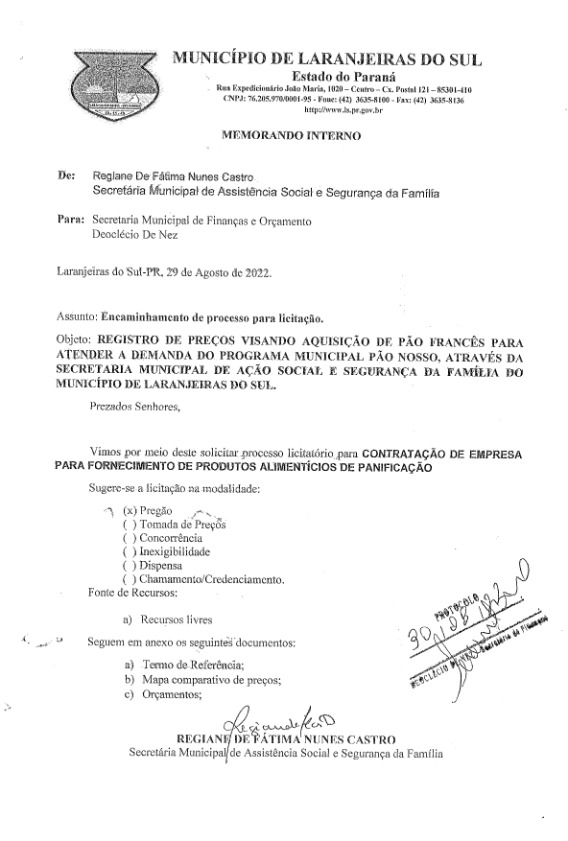 MUNICÍPIO DE LARANJEIRAS DO SUL
Estado do Paraná
Rua Expedicionário João Maria, 1020 – Centro – Cx. Postal 121 – 85301-410
CNPJ: 76.205.970/0001-95 - Fone: (42) 3635-8100 - Fax: (42) 3635-8136
http://www.ls.pr.gov.br
MEMORANDO INTERNO
De: Regiane De Fátima Nunes Castro
Secretária Municipal de Assistência Social e Segurança da Família
Para: Secretaria Municipal de Finanças e Orçamento
Deoclécio De Nez
Laranjeiras do Sul-PR, 29 de Agosto de 2022.
Assunto: Encaminhamento de processo para licitação.
Objeto: REGISTRO DE PREÇOS VISANDO AQUISIÇÃO DE PÃO FRANCÊS PARA
ATENDER A DEMANDA DO PROGRAMA MUNICIPAL PÃO NOSSO, ATRAVÉS DA
SECRETARIA MUNICIPAL DE AÇÃO SOCIAL E SEGURANÇA DA FAMÍLIA DO
MUNICÍPIO DE LARANJEIRAS DO SUL.
Prezados Senhores,
Vimos por meio deste solicitar processo licitatório para CONTRATAÇÃO DE EMPRESA
PARA FORNECIMENTO DE PRODUTOS ALIMENTÍCIOS DE PANIFICAÇÃO
Sugere-se a licitação na modalidade:
(x) Pregão
( ) Tomada de Preços
( ) Concorrência
( ) Inexigibilidade
( ) Dispensa
( ) Chamamento/Credenciamento.
Fonte de Recursos:
a) Recursos livres
PROTOCOLO
Seguem em anexo os seguintes documentos:
a) Termo de Referência;
b) Mapa comparativo de preços;
c) Orçamentos;
REGIANE DE FÁTIMA NUNES CASTRO
Secretária Municipal de Assistência Social e Segurança da Família